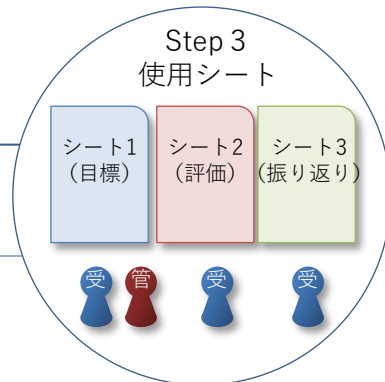 Step 3
使用シート
シート1
（目標）
シート2
（評価）
シート3
（振り返り）
受
管
受
受